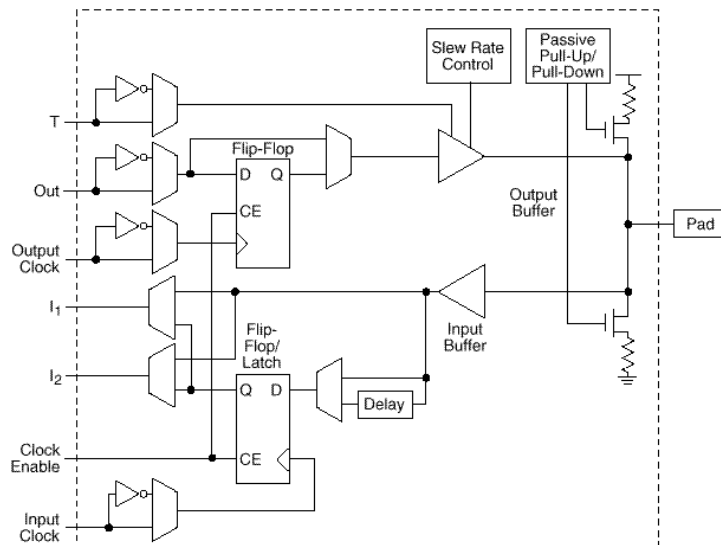 Slew Rate
Control
Passive
Pull-Up/
Pull-Down
T
Flip-Flop
Out
D Q
CE
Output
Buffer
Pad
Output
Clock
I1
Flip-
Flop/
Latch
Input
Buffer
I2
Q D
Delay
Clock
Enable
CE
Input
Clock